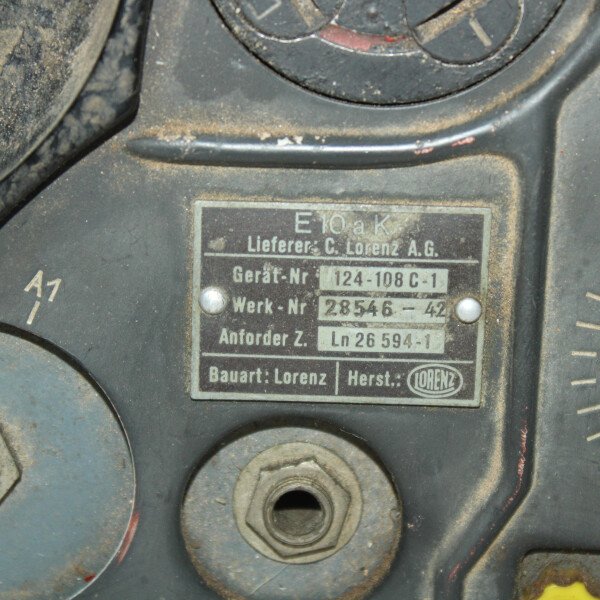 E 10 a K
Lieferer: C. Lorenz A.G.
Gerät-Nr 124-108 C-1
Werk-Nr 28546 - 42
Anforder Z. Ln 26 594-1
Bauart: Lorenz Herst.: LORENZ
A1